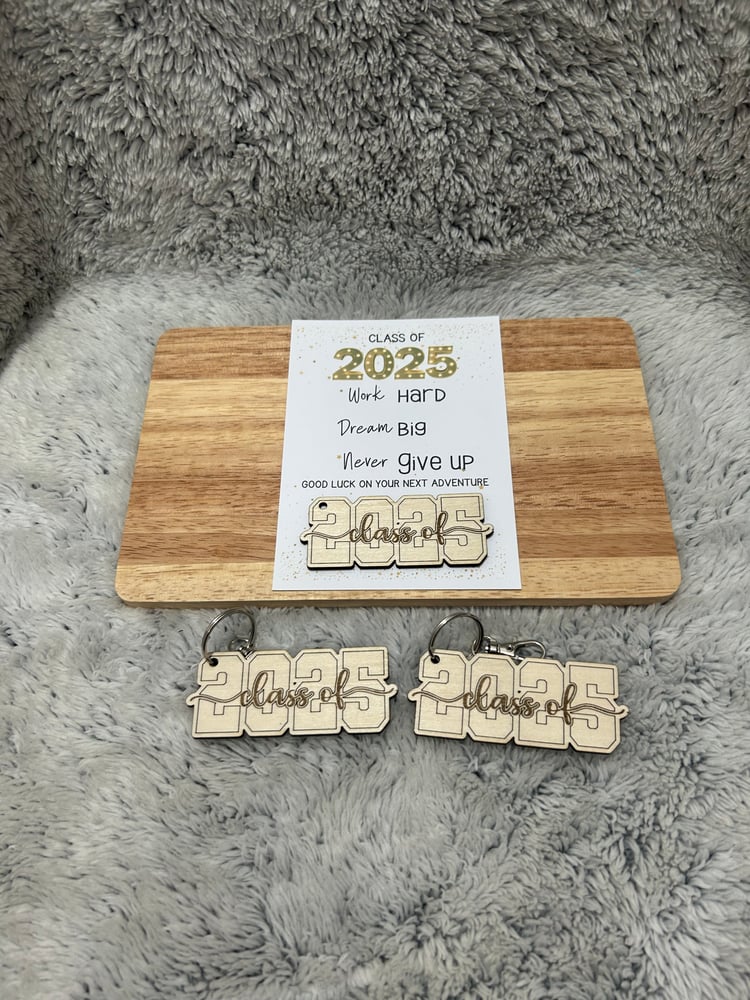 CLASS OF
2025
Work HARD
Dream BIG
Never give up
GOOD LUCK ON YOUR NEXT ADVENTURE
2025
class of
2025
class of
2025
class of